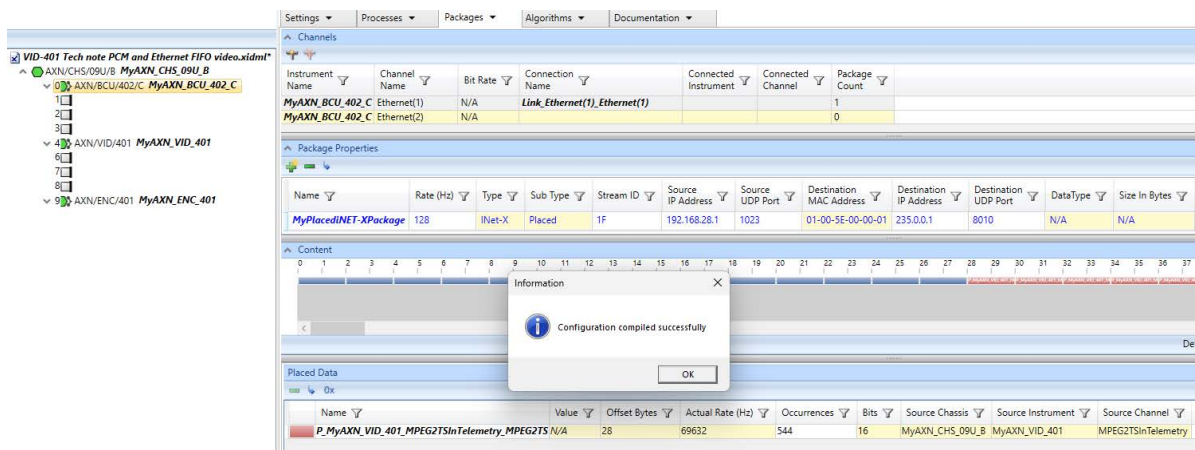 Settings Processes Packages Algorithms Documentation
VID-401 Tech note PCM and Ethernet FIFO video.xidml*
AXN/CHS/09U/B MyAXN_CHS_09U_B
0 AXN/BCU/402/C MyAXN_BCU_402_C
1
2
3
4 AXN/VID/401 MyAXN_VID_401
6
7
8
9 AXN/ENC/401 MyAXN_ENC_401
Channels
Instrument Name Channel Name Bit Rate Connection Name Connected Instrument Connected Channel Package Count
MyAXN_BCU_402_C Ethernet(1) N/A Link_Ethernet(1)_Ethernet(1) 1
MyAXN_BCU_402_C Ethernet(2) N/A 0
Package Properties
Name Rate (Hz) Type Sub Type Stream ID Source IP Address Source UDP Port Destination MAC Address Destination IP Address Destination UDP Port DataType Size In Bytes
MyPlacediNET-XPackage 128 INet-X Placed 1F 192.168.28.1 1023 01-00-5E-00-00-01 235.0.0.1 8010 N/A N/A
Content
0 1 2 3 4 5 6 7 8 9 10 11 12 13 14 15 16 17 18 19 20 21 22 23 24 25 26 27 28 29 30 31 32 33 34 35 36 37
Information
Configuration compiled successfully
OK
De
Placed Data
0x
Name Value Offset Bytes Actual Rate (Hz) Occurrences Bits Source Chassis Source Instrument Source Channel
P_MyAXN_VID_401_MPEG2TSInTelemetry_MPEG2TS N/A 28 69632 544 16 MyAXN_CHS_09U_B MyAXN_VID_401 MPEG2TSInTelemetry